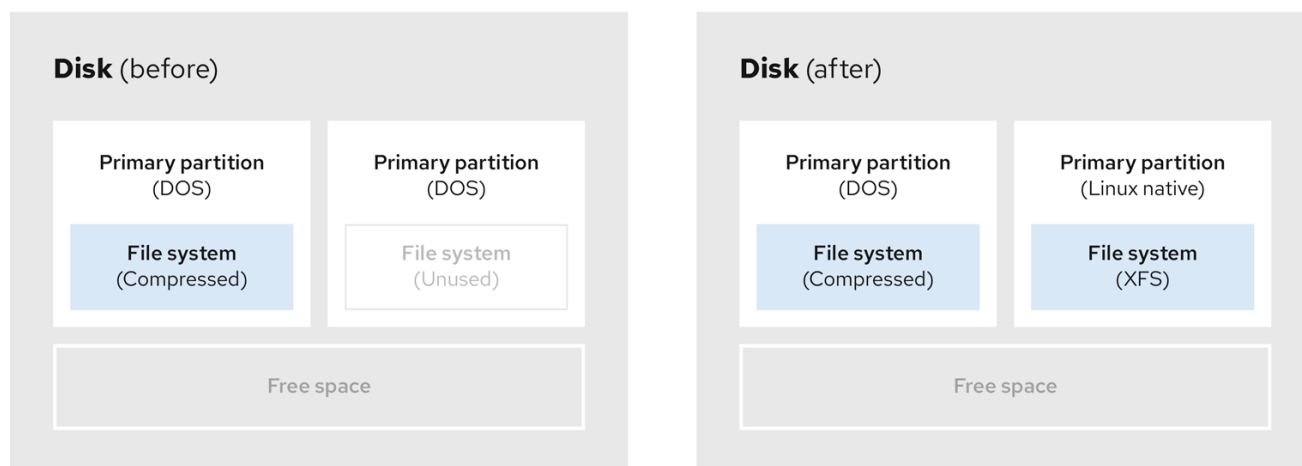 Disk (before)
Primary partition
(DOS)
File system
(Compressed)
Primary partition
(DOS)
File system
(Unused)
Free space
Disk (after)
Primary partition
(DOS)
File system
(Compressed)
Primary partition
(Linux native)
File system
(XFS)
Free space